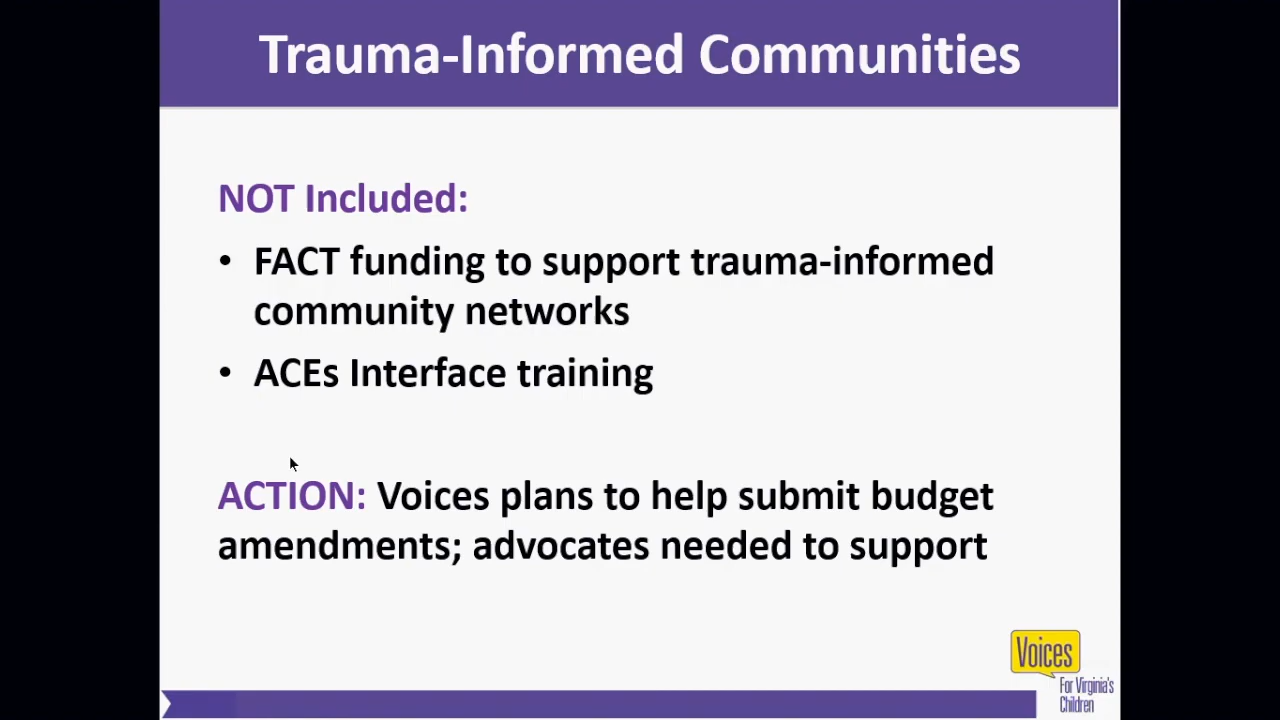 Trauma-Informed Communities
NOT Included:
• FACT funding to support trauma-informed
community networks
• ACEs Interface training
ACTION: Voices plans to help submit budget
amendments; advocates needed to support
Voices
For Virginia's
Children